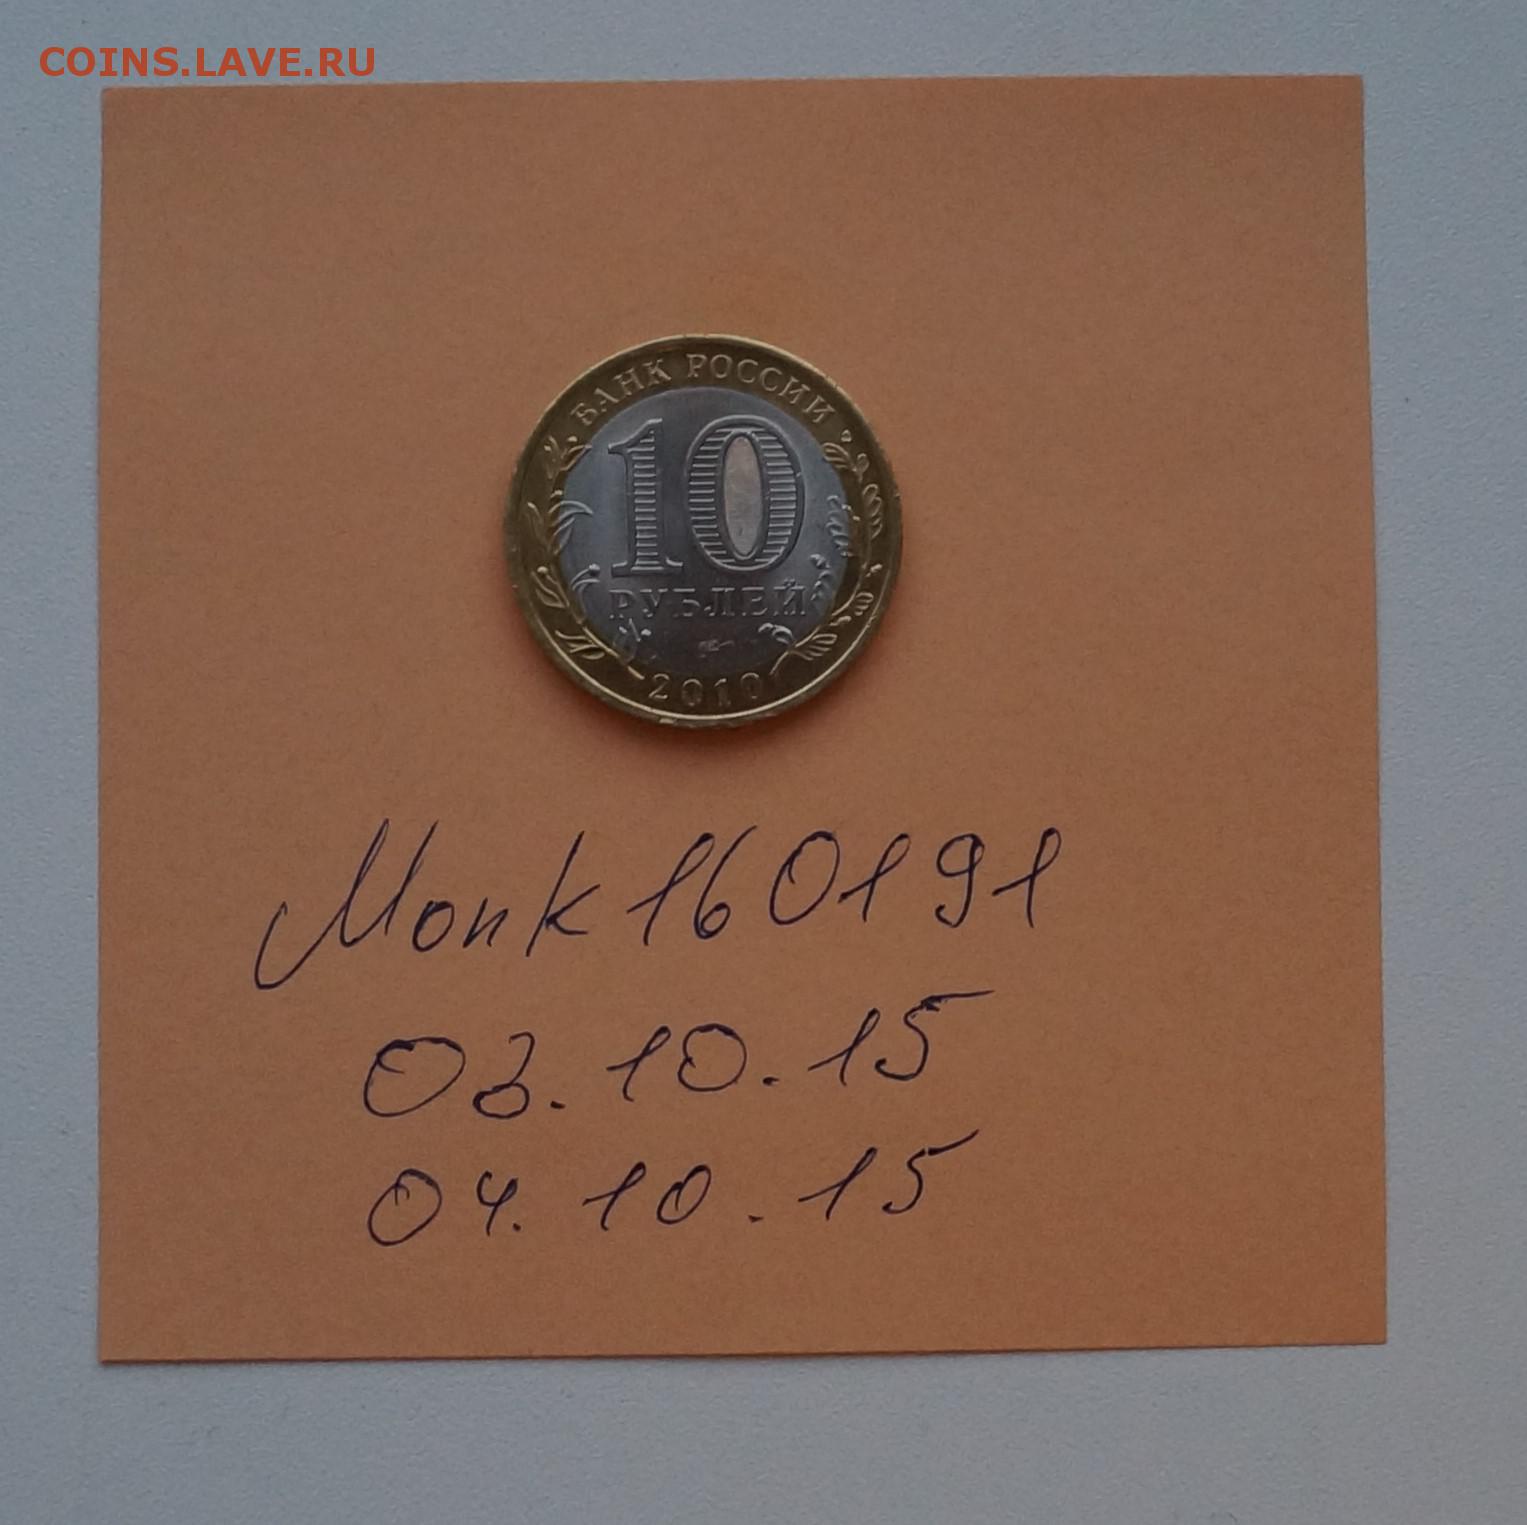 COINS.LAVE.RU
БАНК РОССИИ
10
РУБЛЕЙ
2010
Monk160191
03.10.15
04.10.15